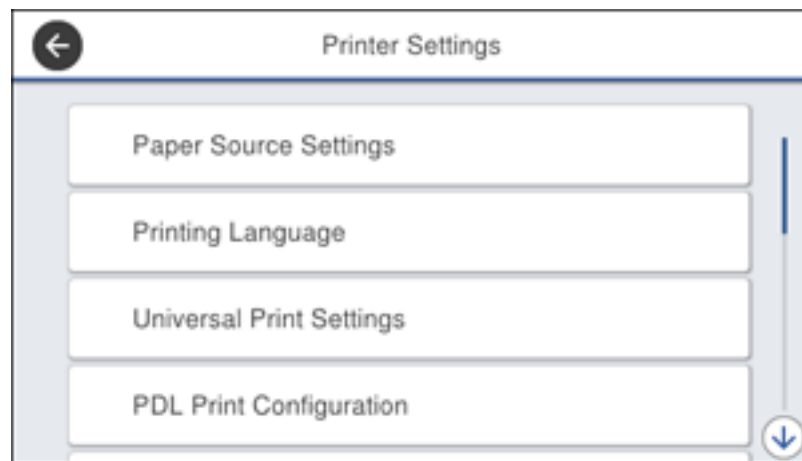 Printer Settings
Paper Source Settings
Printing Language
Universal Print Settings
PDL Print Configuration